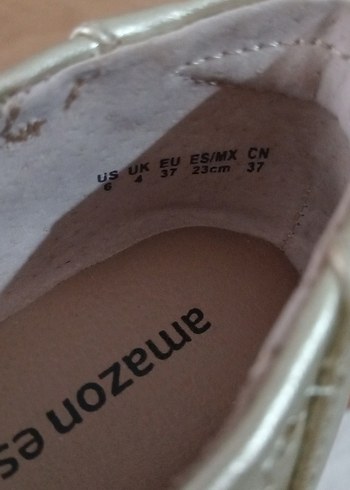 US UK EU ES/MX CN
6 4 37 23cm 37
amazon es